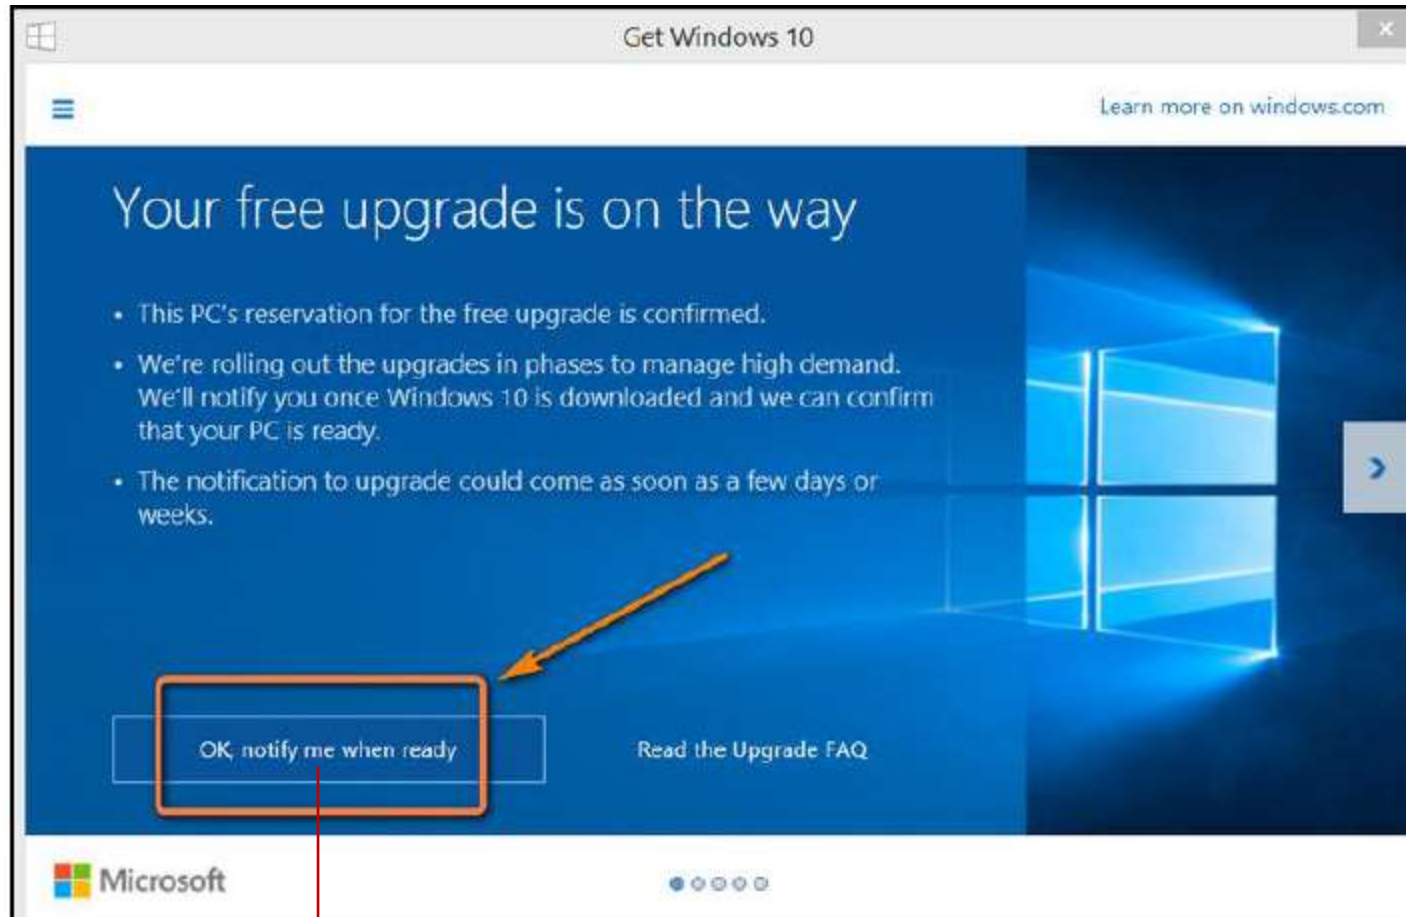 Get Windows 10
Learn more on windows.com
Your free upgrade is on the way
• This PC's reservation for the free upgrade is confirmed.
• We're rolling out the upgrades in phases to manage high demand.
We'll notify you once Windows 10 is downloaded and we can confirm
that your PC is ready.
• The notification to upgrade could come as soon as a few days or
weeks.
OK, notify me when ready
Read the Upgrade FAQ
Microsoft